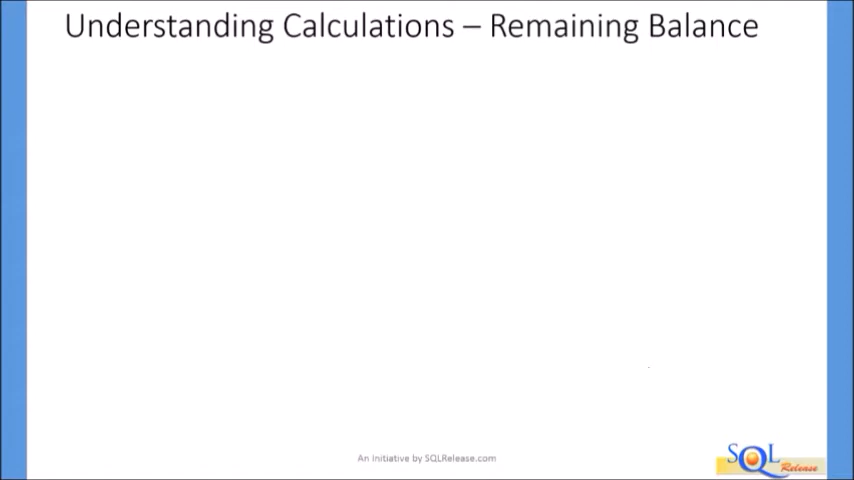 Understanding Calculations – Remaining Balance
An Initiative by SQLRelease.com
SQL
Release